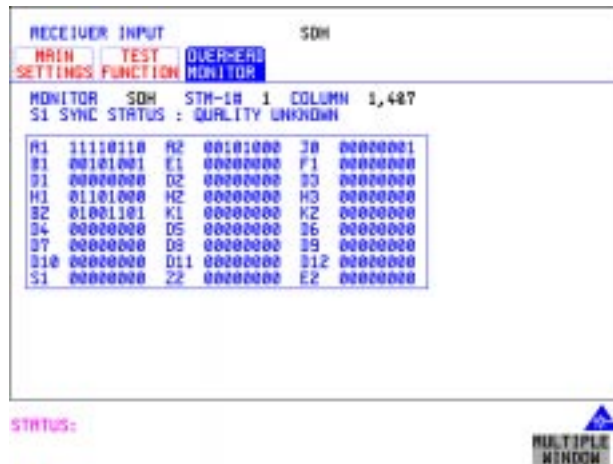 RECEIVER INPUT SDH
MAIN SETTINGS TEST FUNCTION OVERHEAD MONITOR
MONITOR SDH STM-1# 1 COLUMN 1,4&7
S1 SYNC STATUS : QUALITY UNKNOWN
A1 11110110 A2 00101000 J0 00000001
B1 00101001 E1 00000000 F1 00000000
D1 00000000 D2 00000000 D3 00000000
H1 01101000 H2 00000000 H3 00000000
B2 01001101 K1 00000000 K2 00000000
D4 00000000 D5 00000000 D6 00000000
D7 00000000 D8 00000000 D9 00000000
D10 00000000 D11 00000000 D12 00000000
S1 00000000 Z2 00000000 E2 00000000
STATUS:
MULTIPLE
WINDOW